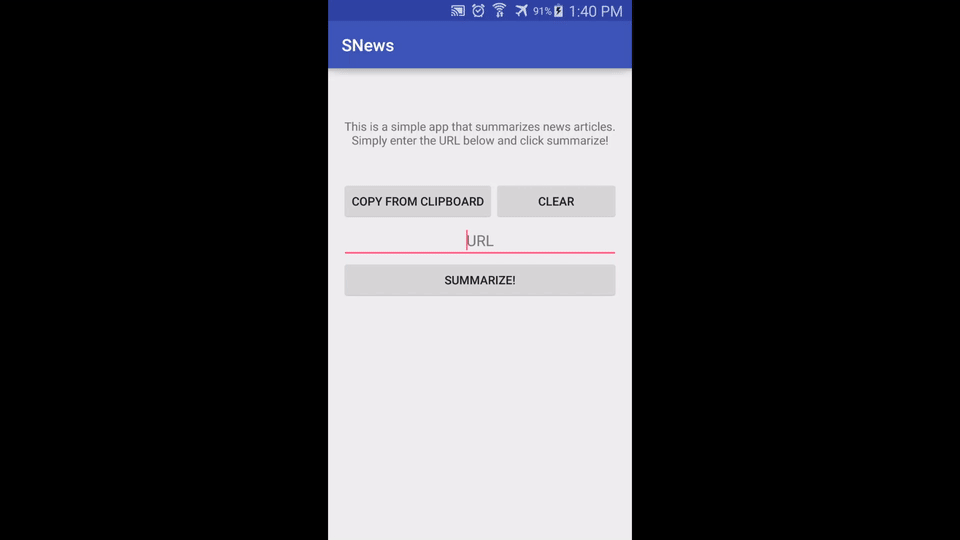 91% 1:40 PM
SNews
This is a simple app that summarizes news articles.
Simply enter the URL below and click summarize!
COPY FROM CLIPBOARD CLEAR
URL
SUMMARIZE!